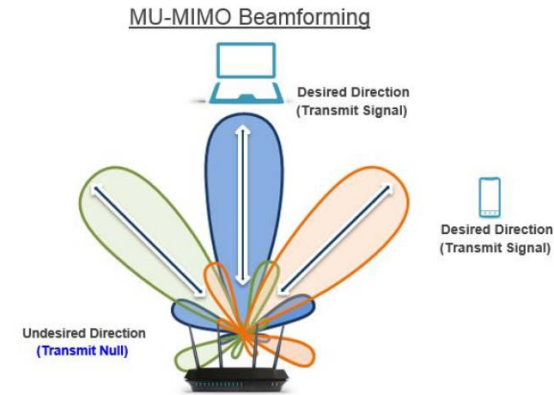 MU-MIMO Beamforming
Desired Direction
(Transmit Signal)
Desired Direction
(Transmit Signal)
Undesired Direction
(Transmit Null)